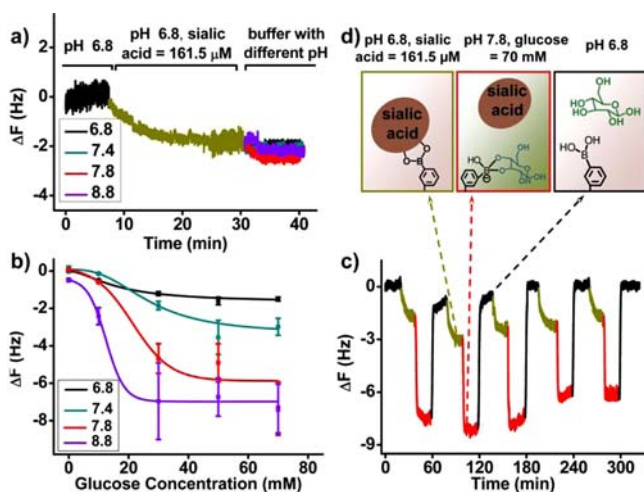 a)
pH 6.8
pH 6.8, sialic
acid = 161.5 μM
buffer with
different pH
ΔF (Hz)
2
0
-2
-4
6.8
7.4
7.8
8.8
0 10 20 30 40
Time (min)
b)
ΔF (Hz)
0
-2
-4
-6
-8
6.8
7.4
7.8
8.8
0 20 40 60 80
Glucose Concentration (mM)
d)
pH 6.8, sialic
acid = 161.5 μM
pH 7.8, glucose
= 70 mM
pH 6.8
sialic
acid
sialic
acid
c)
ΔF (Hz)
0
-3
-6
-9
0 60 120 180 240 300
Time (min)